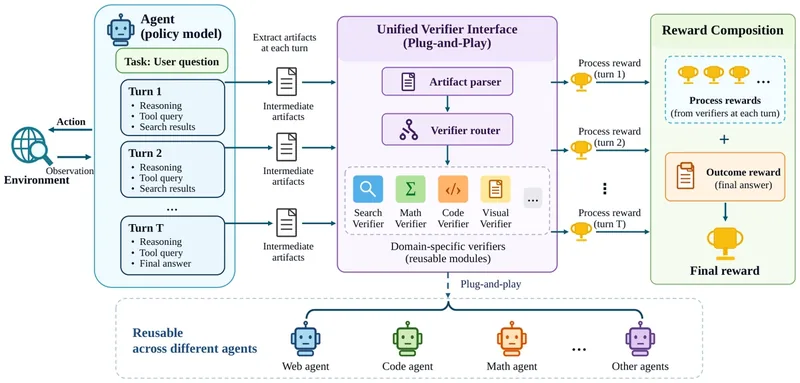 Agent
(policy model)
Task: User question
Turn 1
• Reasoning
• Tool query
• Search results
Turn 2
• Reasoning
• Tool query
• Search results
...
Turn T
• Reasoning
• Tool query
• Final answer
Action
Observation
Environment
Extract artifacts
at each turn
Intermediate
artifacts
Intermediate
artifacts
Intermediate
artifacts
Unified Verifier Interface
(Plug-and-Play)
Artifact parser
Verifier router
Search
Verifier
Σ
Math
Verifier
</>
Code
Verifier
Visual
Verifier
...
Domain-specific verifiers
(reusable modules)
Process reward
(turn 1)
Process reward
(turn 2)
⋮
Process reward
(turn T)
Reward Composition
...
Process rewards
(from verifiers at each turn)
+
Outcome reward
(final answer)
Final reward
Plug-and-play
Reusable
across different agents
Web agent
Code agent
Math agent
...
Other agents